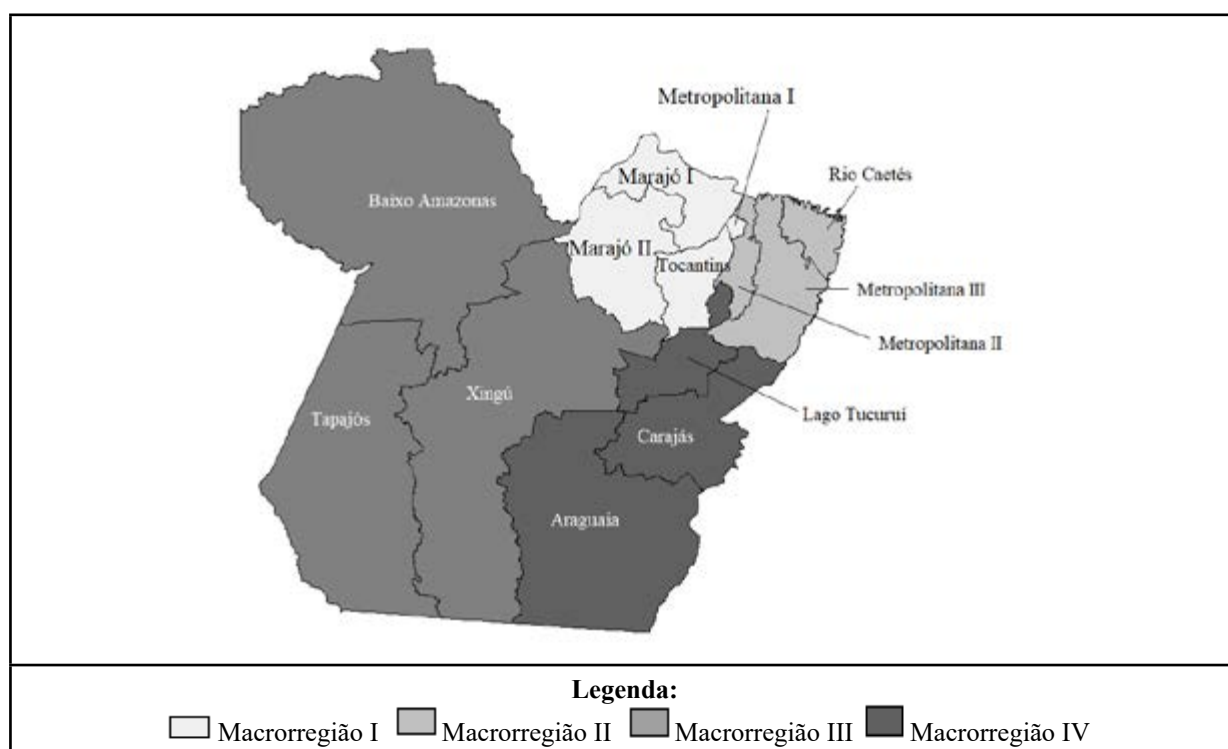 Metropolitana I
Marajó I
Rio Caetés
Baixo Amazonas
Marajó II
Tocantins
Metropolitana III
Metropolitana II
Xingú
Lago Tucuruí
Tapajós
Carajás
Araguaia
Legenda:
Macrorregião I Macrorregião II Macrorregião III Macrorregião IV